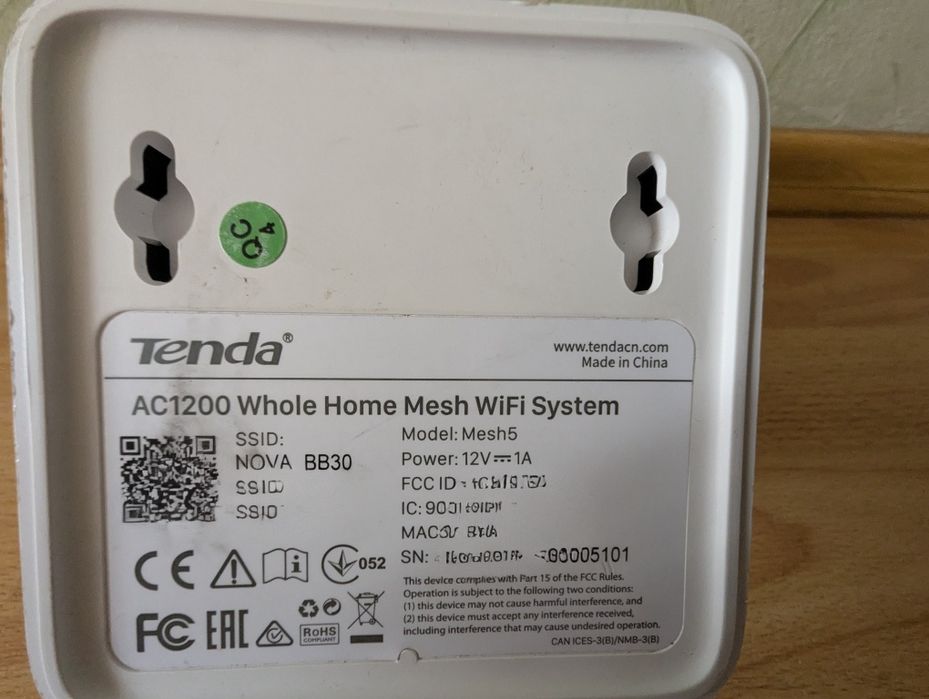 QC 4
Tenda®
www.tendacn.com
Made in China
AC1200 Whole Home Mesh WiFi System
SSID:
NOVA BB30
SSID
SSID
Model: Mesh5
Power: 12V⎓1A
FCC ID
IC:
MAC
SN: 00005101
CE
i
052
This device complies with Part 15 of the FCC Rules.
Operation is subject to the following two conditions:
(1) this device may not cause harmful interference, and
(2) this device must accept any interference received,
including interference that may cause undesired operation.
CAN ICES-3(B)/NMB-3(B)
FC
EAC
RoHS
COMPLIANT